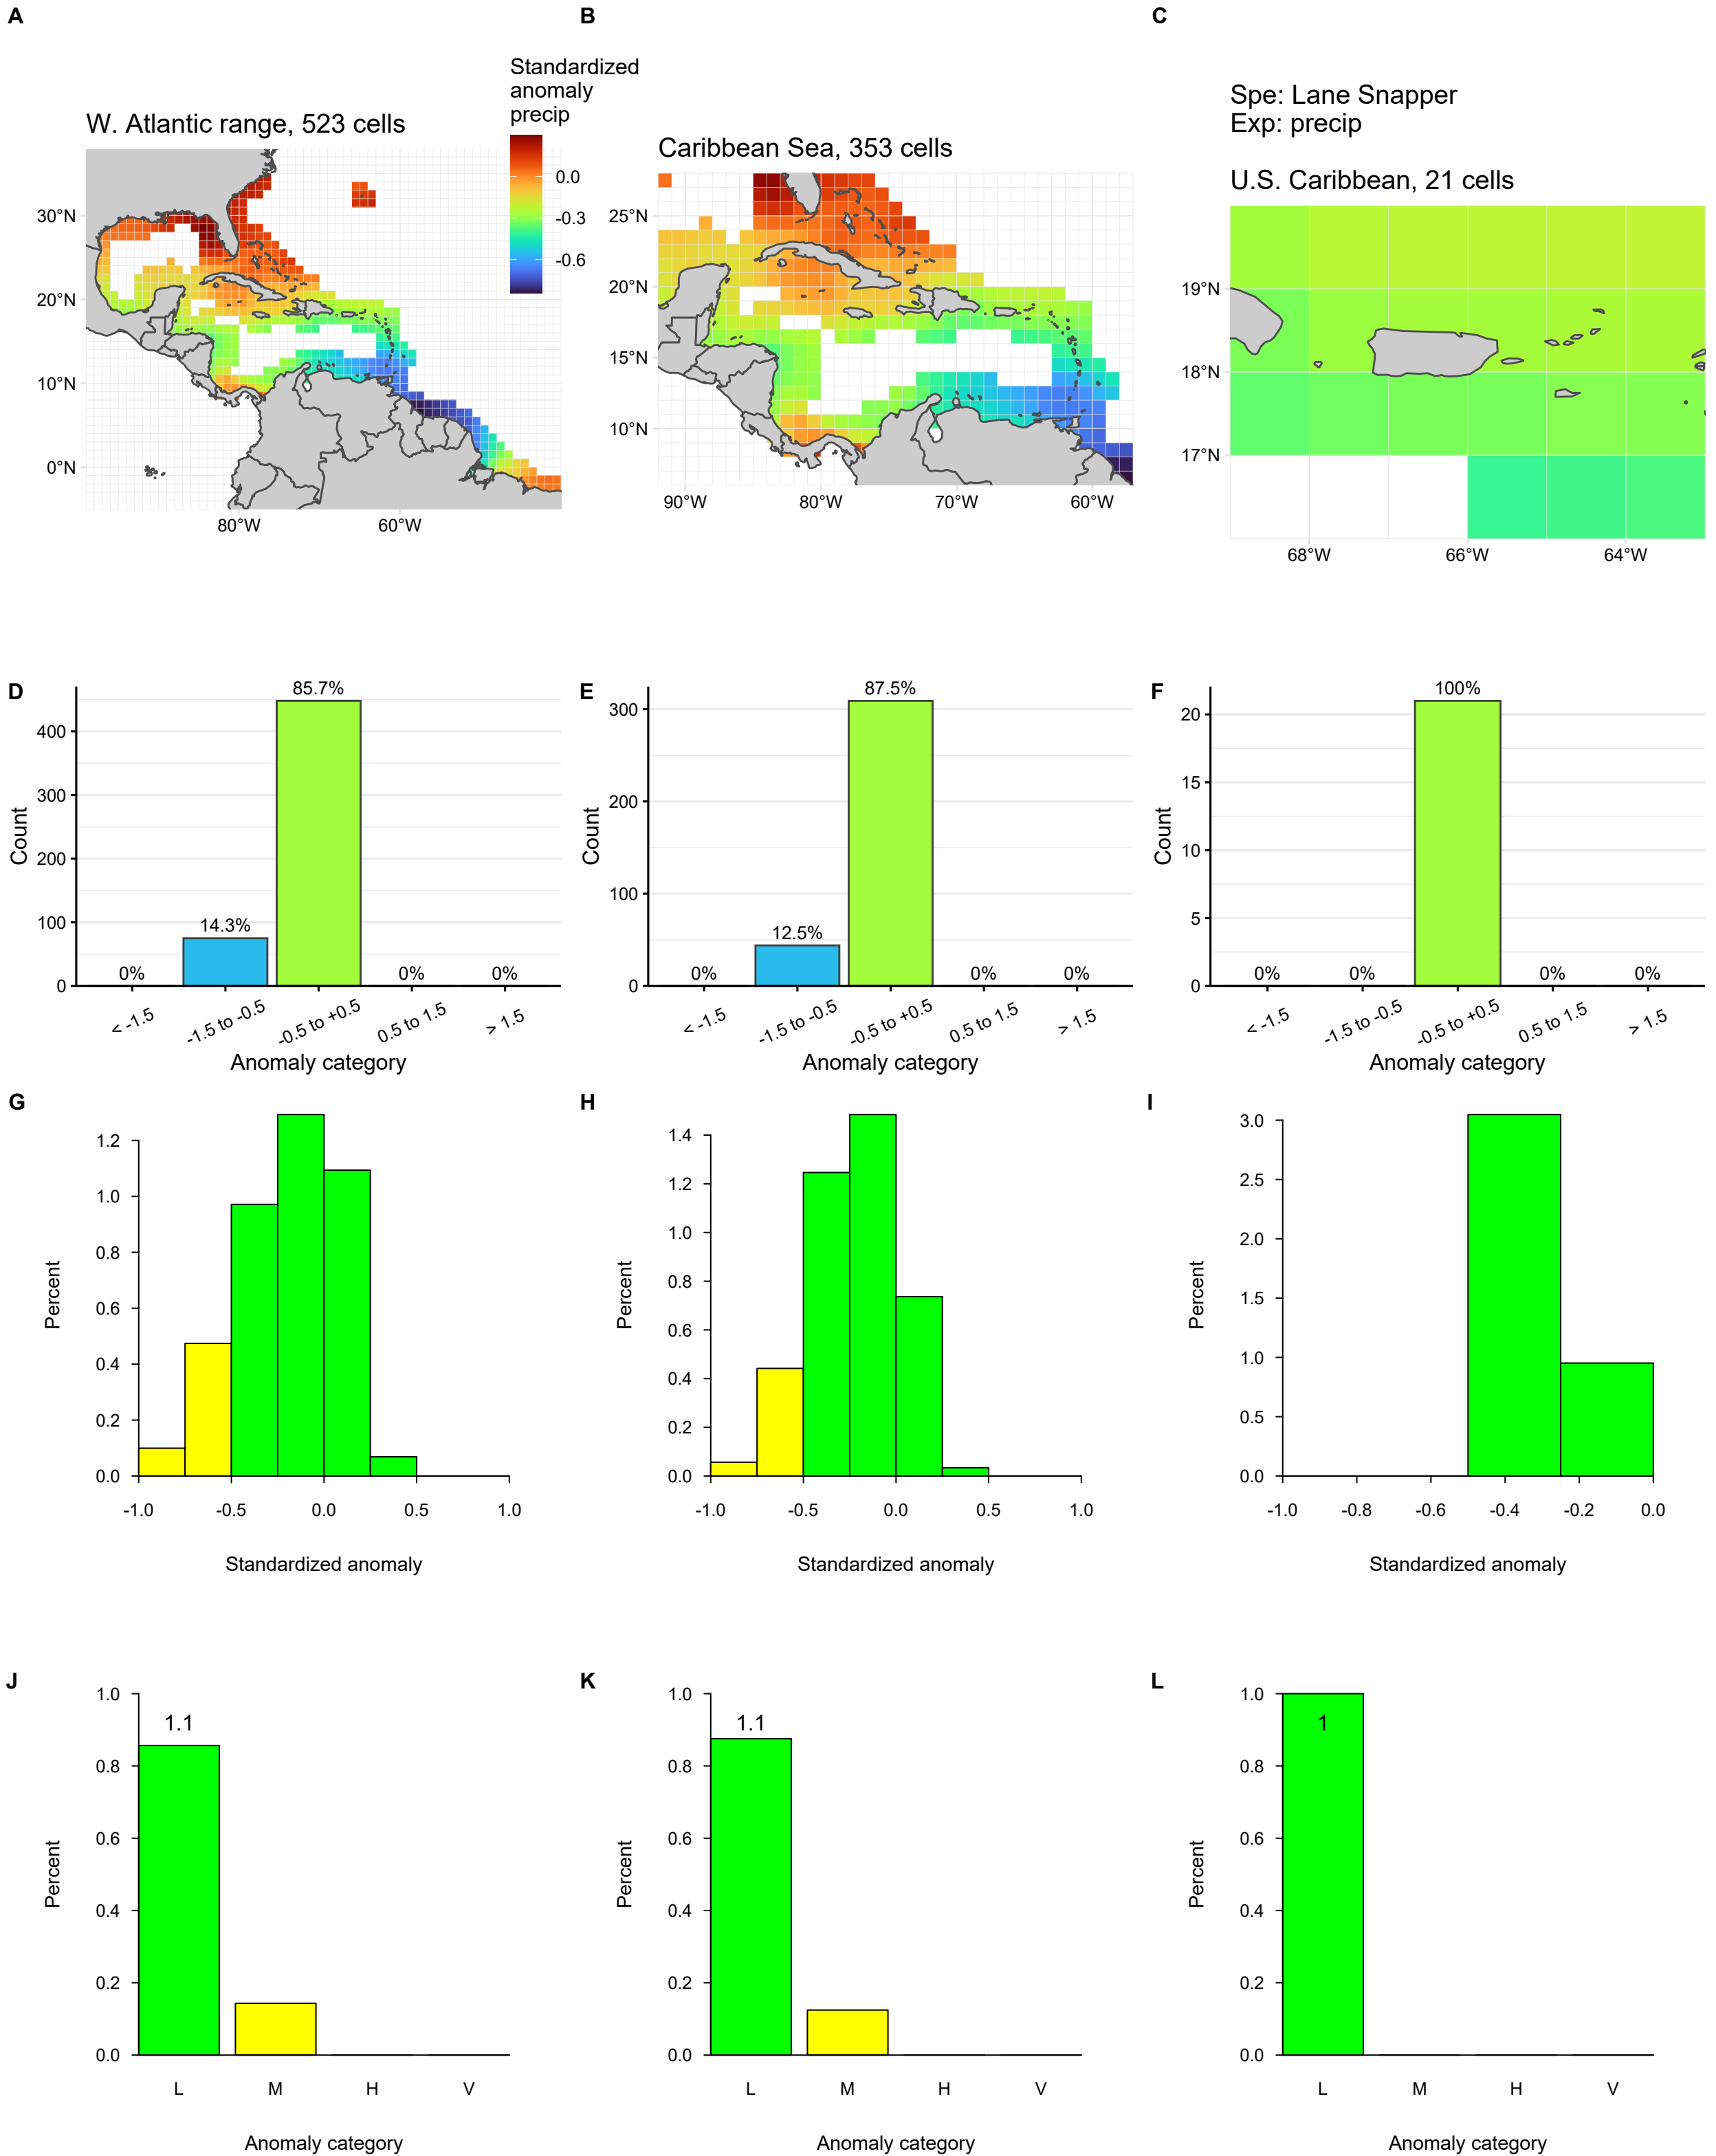 A
B
C
Standardized
anomaly
precip
0.0
-0.3
-0.6
W. Atlantic range, 523 cells
30°N
20°N
10°N
0°N
80°W
60°W
Caribbean Sea, 353 cells
25°N
20°N
15°N
10°N
90°W
80°W
70°W
60°W
Spe: Lane Snapper
Exp: precip
U.S. Caribbean, 21 cells
19°N
18°N
17°N
68°W
66°W
64°W
D
Count
400
300
200
100
0
0%
14.3%
85.7%
0%
0%
< -1.5
-1.5 to -0.5
-0.5 to +0.5
0.5 to 1.5
> 1.5
Anomaly category
E
Count
300
200
100
0
0%
12.5%
87.5%
0%
0%
< -1.5
-1.5 to -0.5
-0.5 to +0.5
0.5 to 1.5
> 1.5
Anomaly category
F
Count
20
15
10
5
0
0%
0%
100%
0%
0%
< -1.5
-1.5 to -0.5
-0.5 to +0.5
0.5 to 1.5
> 1.5
Anomaly category
G
Percent
1.2
1.0
0.8
0.6
0.4
0.2
0.0
-1.0
-0.5
0.0
0.5
1.0
Standardized anomaly
H
Percent
1.4
1.2
1.0
0.8
0.6
0.4
0.2
0.0
-1.0
-0.5
0.0
0.5
1.0
Standardized anomaly
I
Percent
3.0
2.5
2.0
1.5
1.0
0.5
0.0
-1.0
-0.8
-0.6
-0.4
-0.2
0.0
Standardized anomaly
J
Percent
1.0
0.8
0.6
0.4
0.2
0.0
1.1
L
M
H
V
Anomaly category
K
Percent
1.0
0.8
0.6
0.4
0.2
0.0
1.1
L
M
H
V
Anomaly category
L
Percent
1.0
0.8
0.6
0.4
0.2
0.0
1
L
M
H
V
Anomaly category